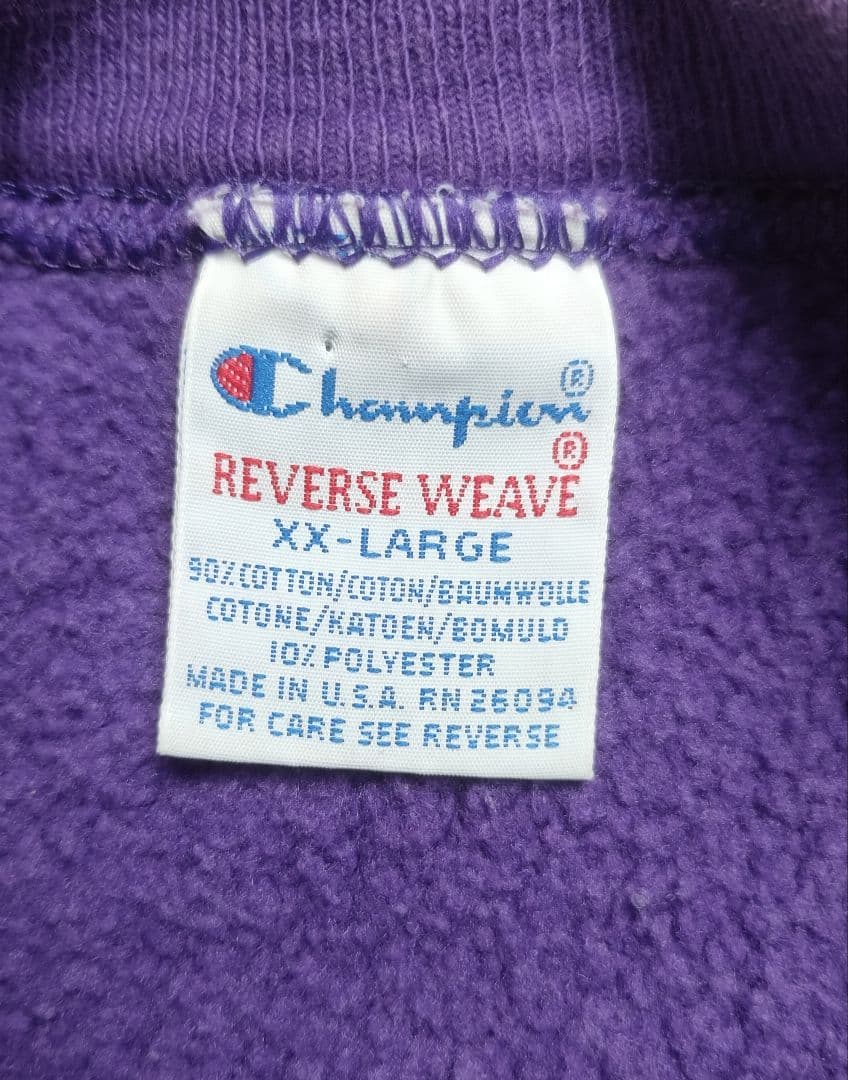 Champion®
REVERSE WEAVE®
XX-LARGE
90% COTTON/COTON/BAUMWOLLE
COTONE/KATOEN/BOMULD
10% POLYESTER
MADE IN U.S.A. RN 26094
FOR CARE SEE REVERSE